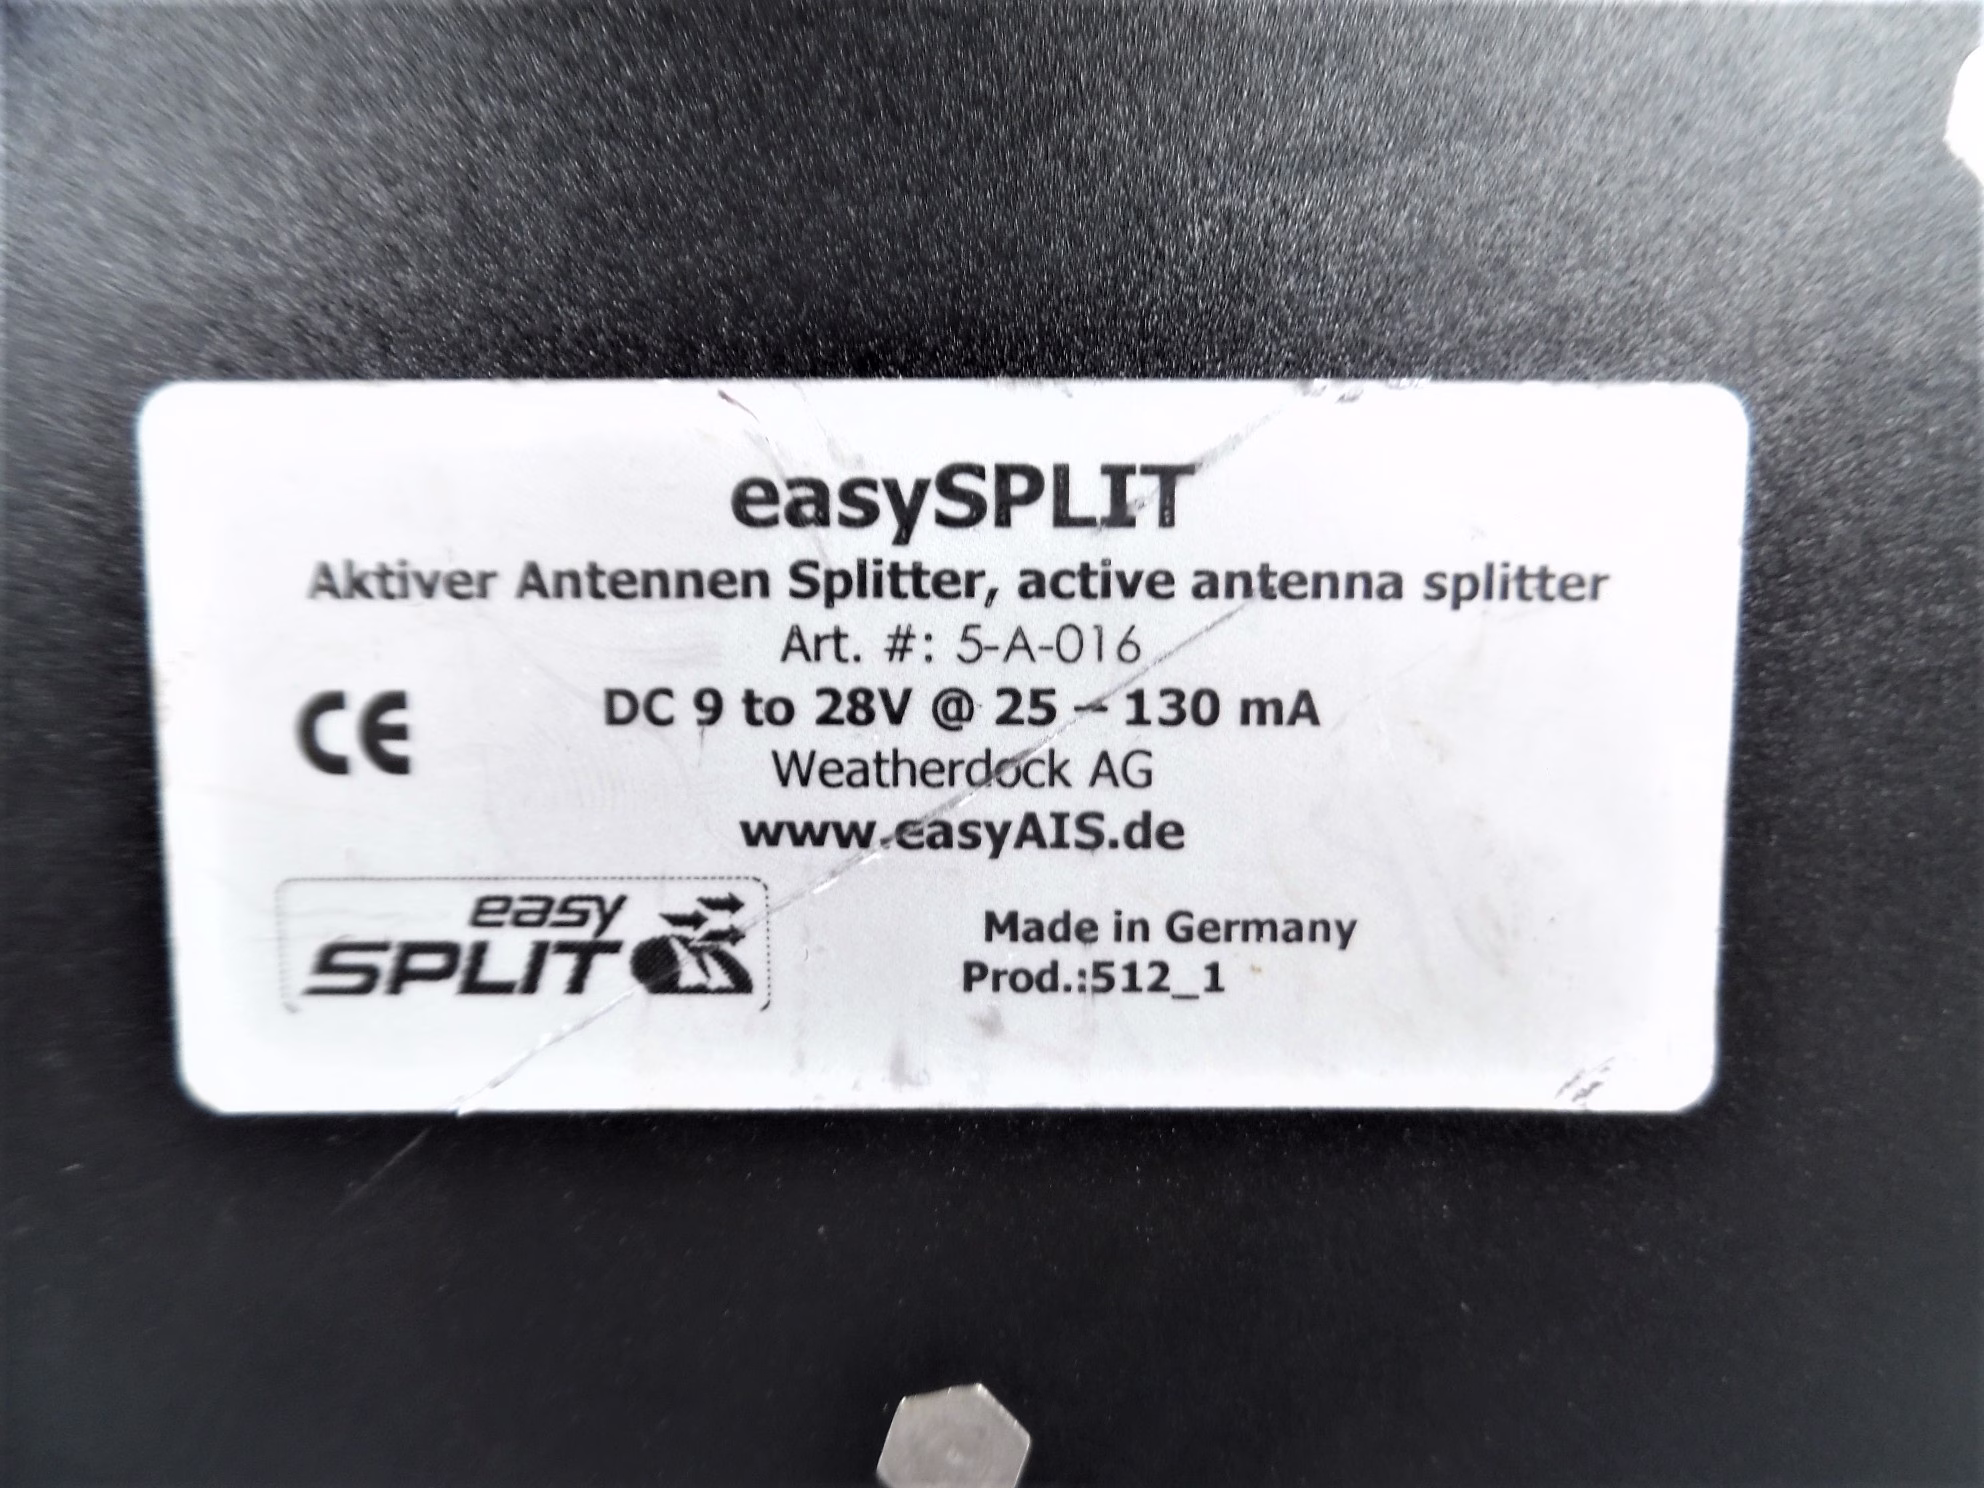 easySPLIT
Aktiver Antennen Splitter, active antenna splitter
Art. #: 5-A-016
CE
DC 9 to 28V @ 25 – 130 mA
Weatherdock AG
www.easyAIS.de
easy
SPLIT
Made in Germany
Prod.:512_1